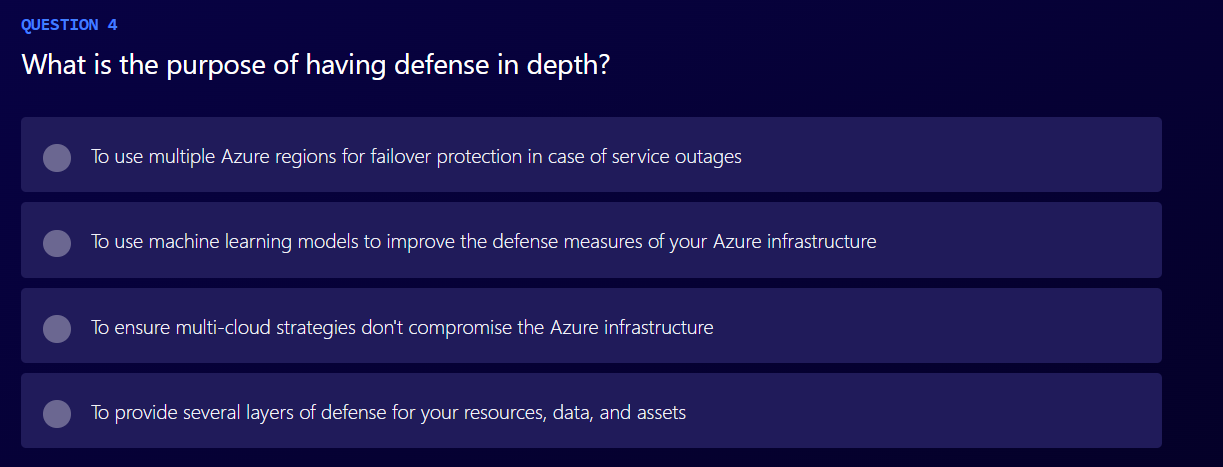 QUESTION 4
What is the purpose of having defense in depth?
To use multiple Azure regions for failover protection in case of service outages
To use machine learning models to improve the defense measures of your Azure infrastructure
To ensure multi-cloud strategies don't compromise the Azure infrastructure
To provide several layers of defense for your resources, data, and assets